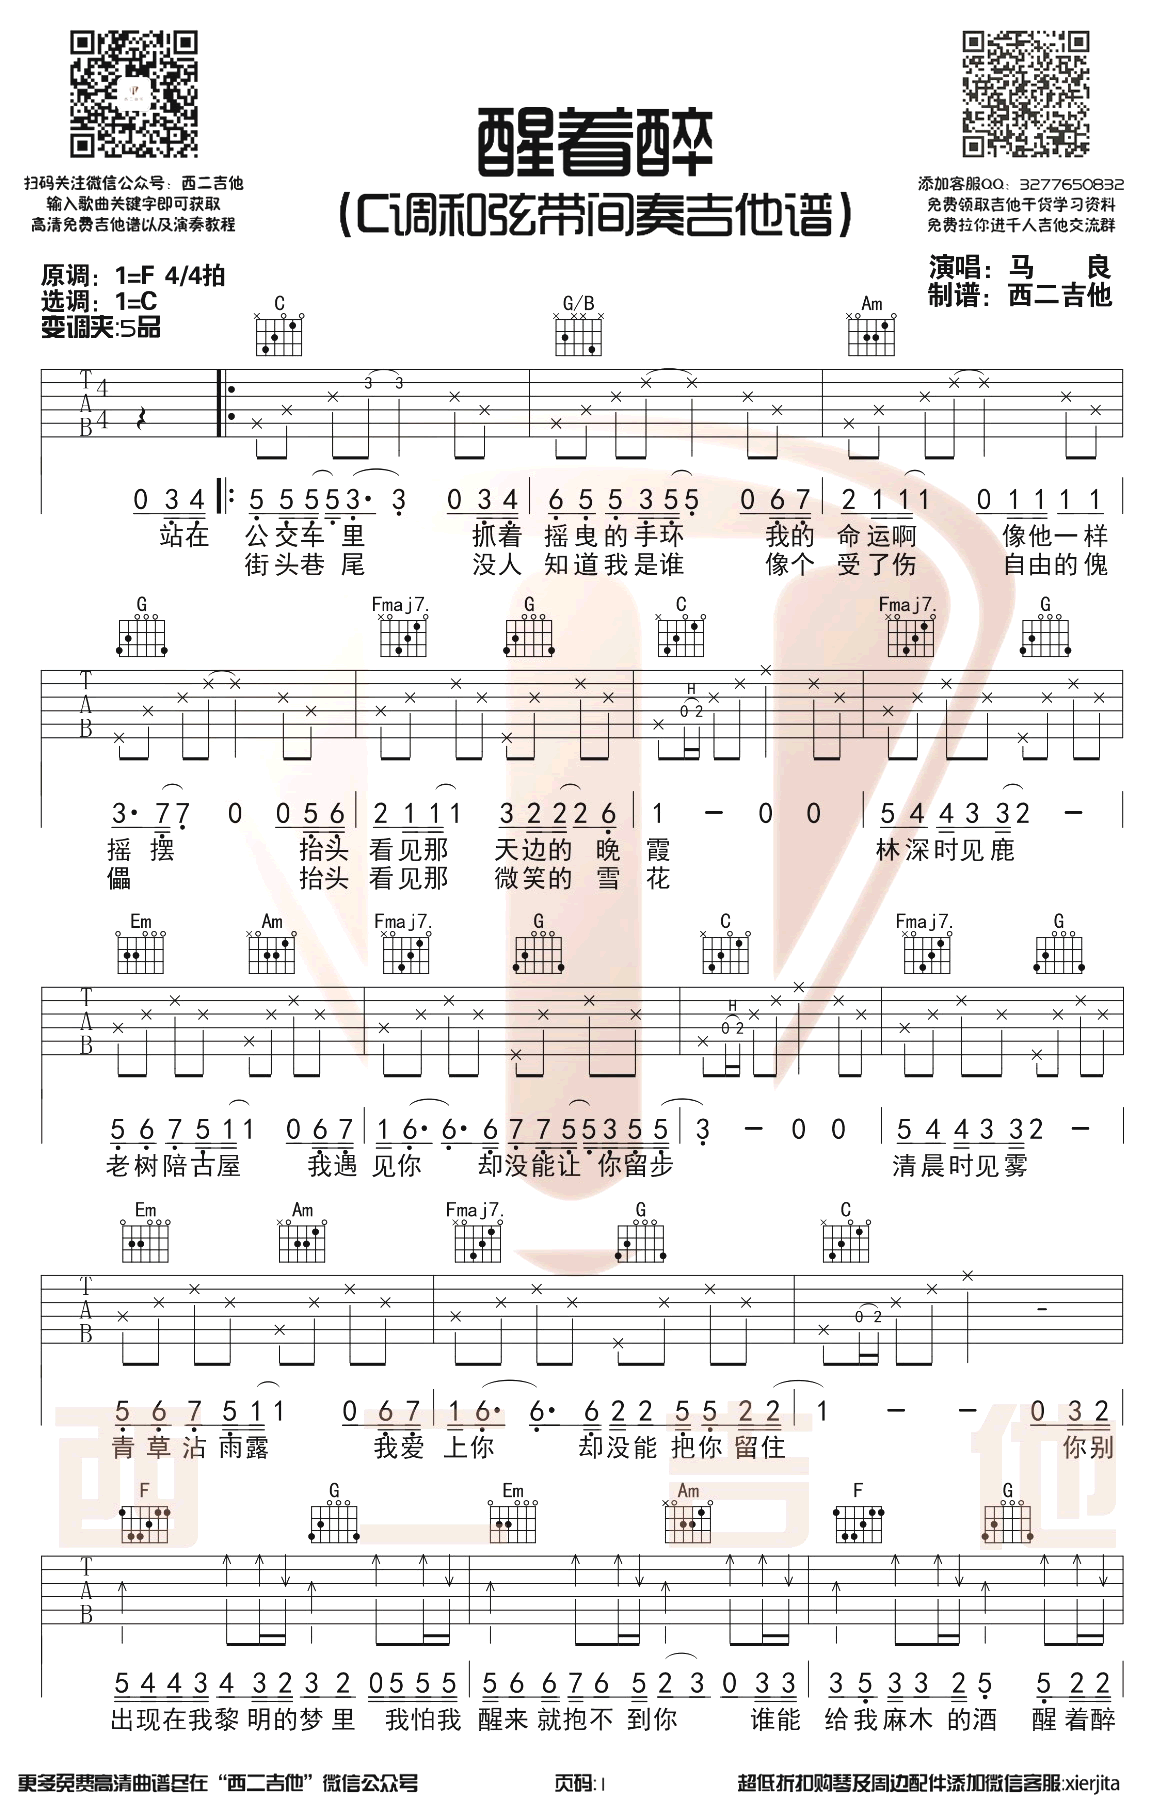 醒着醉
(C调和弦带间奏吉他谱)
扫码关注微信公众号：西二吉他
输入歌曲关键字即可获取
高清免费吉他谱以及演奏教程
添加客服QQ：3277650832
免费领取吉他干货学习资料
免费拉你进千人吉他交流群
原调：1=F 4/4拍
选调：1=C
变调夹:5品
演唱：马 良
制谱：西二吉他
C G/B Am
T A B 4 4 3 3
0 3 4 5 5 5 5 3· 3 0 3 4 6 5 5 3 5 5 0 6 7 2 1 1 1 0 1 1 1 1
站在 公交车里 抓着 摇曳的手环 我的 命运啊 像他一样
街头巷尾 没人 知道我是谁 像个 受了伤 自由的傀
G Fmaj7. G C Fmaj7. G
T A B H 0 2
3· 7 7 0 0 5 6 2 1 1 1 3 2 2 2 6 1 － 0 0 5 4 4 3 3 2 －
摇摆 抬头 看见那 天边的 晚霞 林深时见鹿
儡 抬头 看见那 微笑的 雪花
Em Am Fmaj7. G C Fmaj7. G
T A B H 0 2
5 6 7 5 1 1 0 6 7 1 6· 6· 6 7 7 5 5 3 5 5 3 － 0 0 5 4 4 3 3 2 －
老树陪古屋 我遇 见你 却没能让 你留步 清晨时见雾
Em Am Fmaj7. G C
T A B 0 2 -
5 6 7 5 1 1 0 6 7 1 6· 6· 6 2 2 5 5 2 2 1 － － 0 3 2
青草沾雨露 我爱 上你 却没能 把你留住 你别
F G Em Am F G
T A B
5 4 4 3 4 3 2 3 2 0 5 5 5 5 6 6 7 6 5 2 3 0 3 3 3 5 3 3 2 5 2 2 2
出现在我黎明的梦里 我怕我 醒来就抱不到你 谁能 给我麻木的酒 醒着醉
西二吉他
更多免费高清曲谱尽在“西二吉他”微信公众号
页码:1
超低折扣购琴及周边配件添加微信客服:xierjita